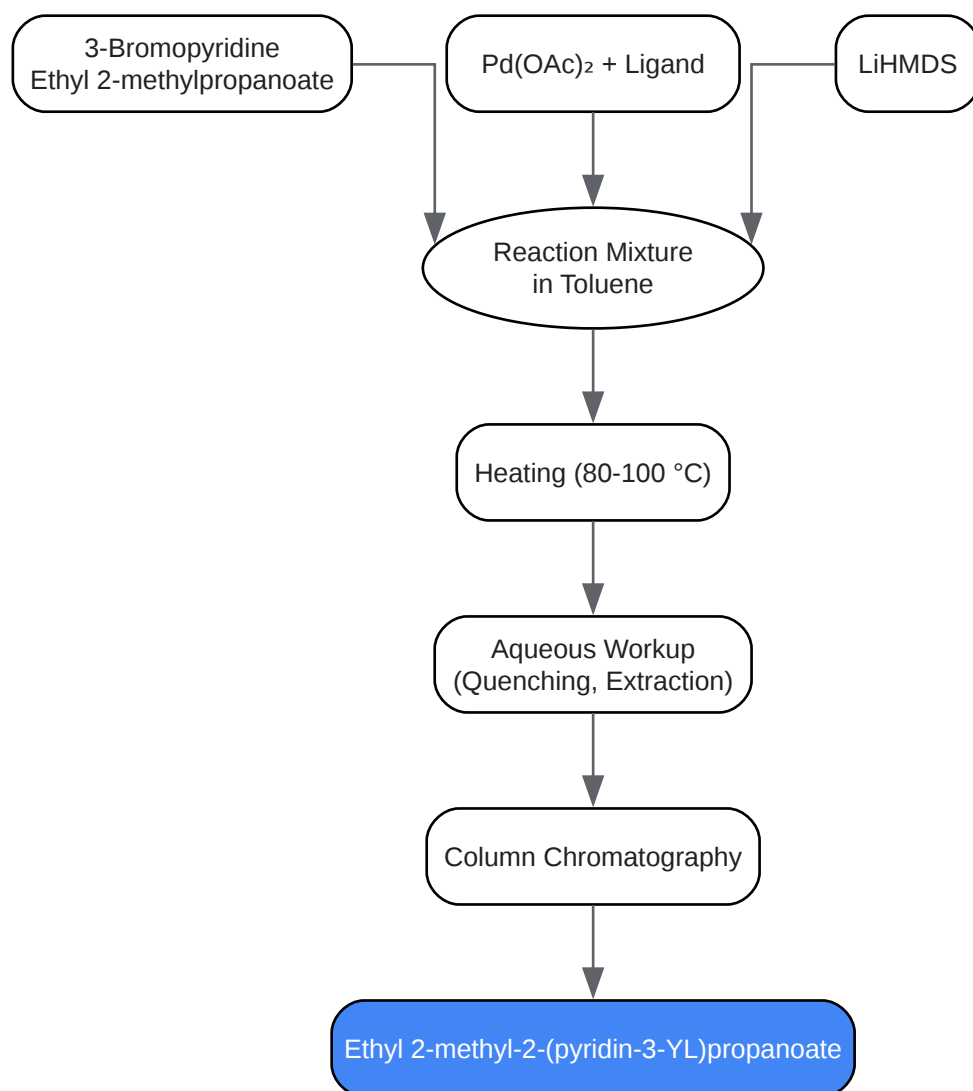 3-Bromopyridine
Ethyl 2-methylpropanoate
Pd(OAc)₂ + Ligand
LiHMDS
Reaction Mixture
in Toluene
Heating (80-100 °C)
Aqueous Workup
(Quenching, Extraction)
Column Chromatography
Ethyl 2-methyl-2-(pyridin-3-YL)propanoate